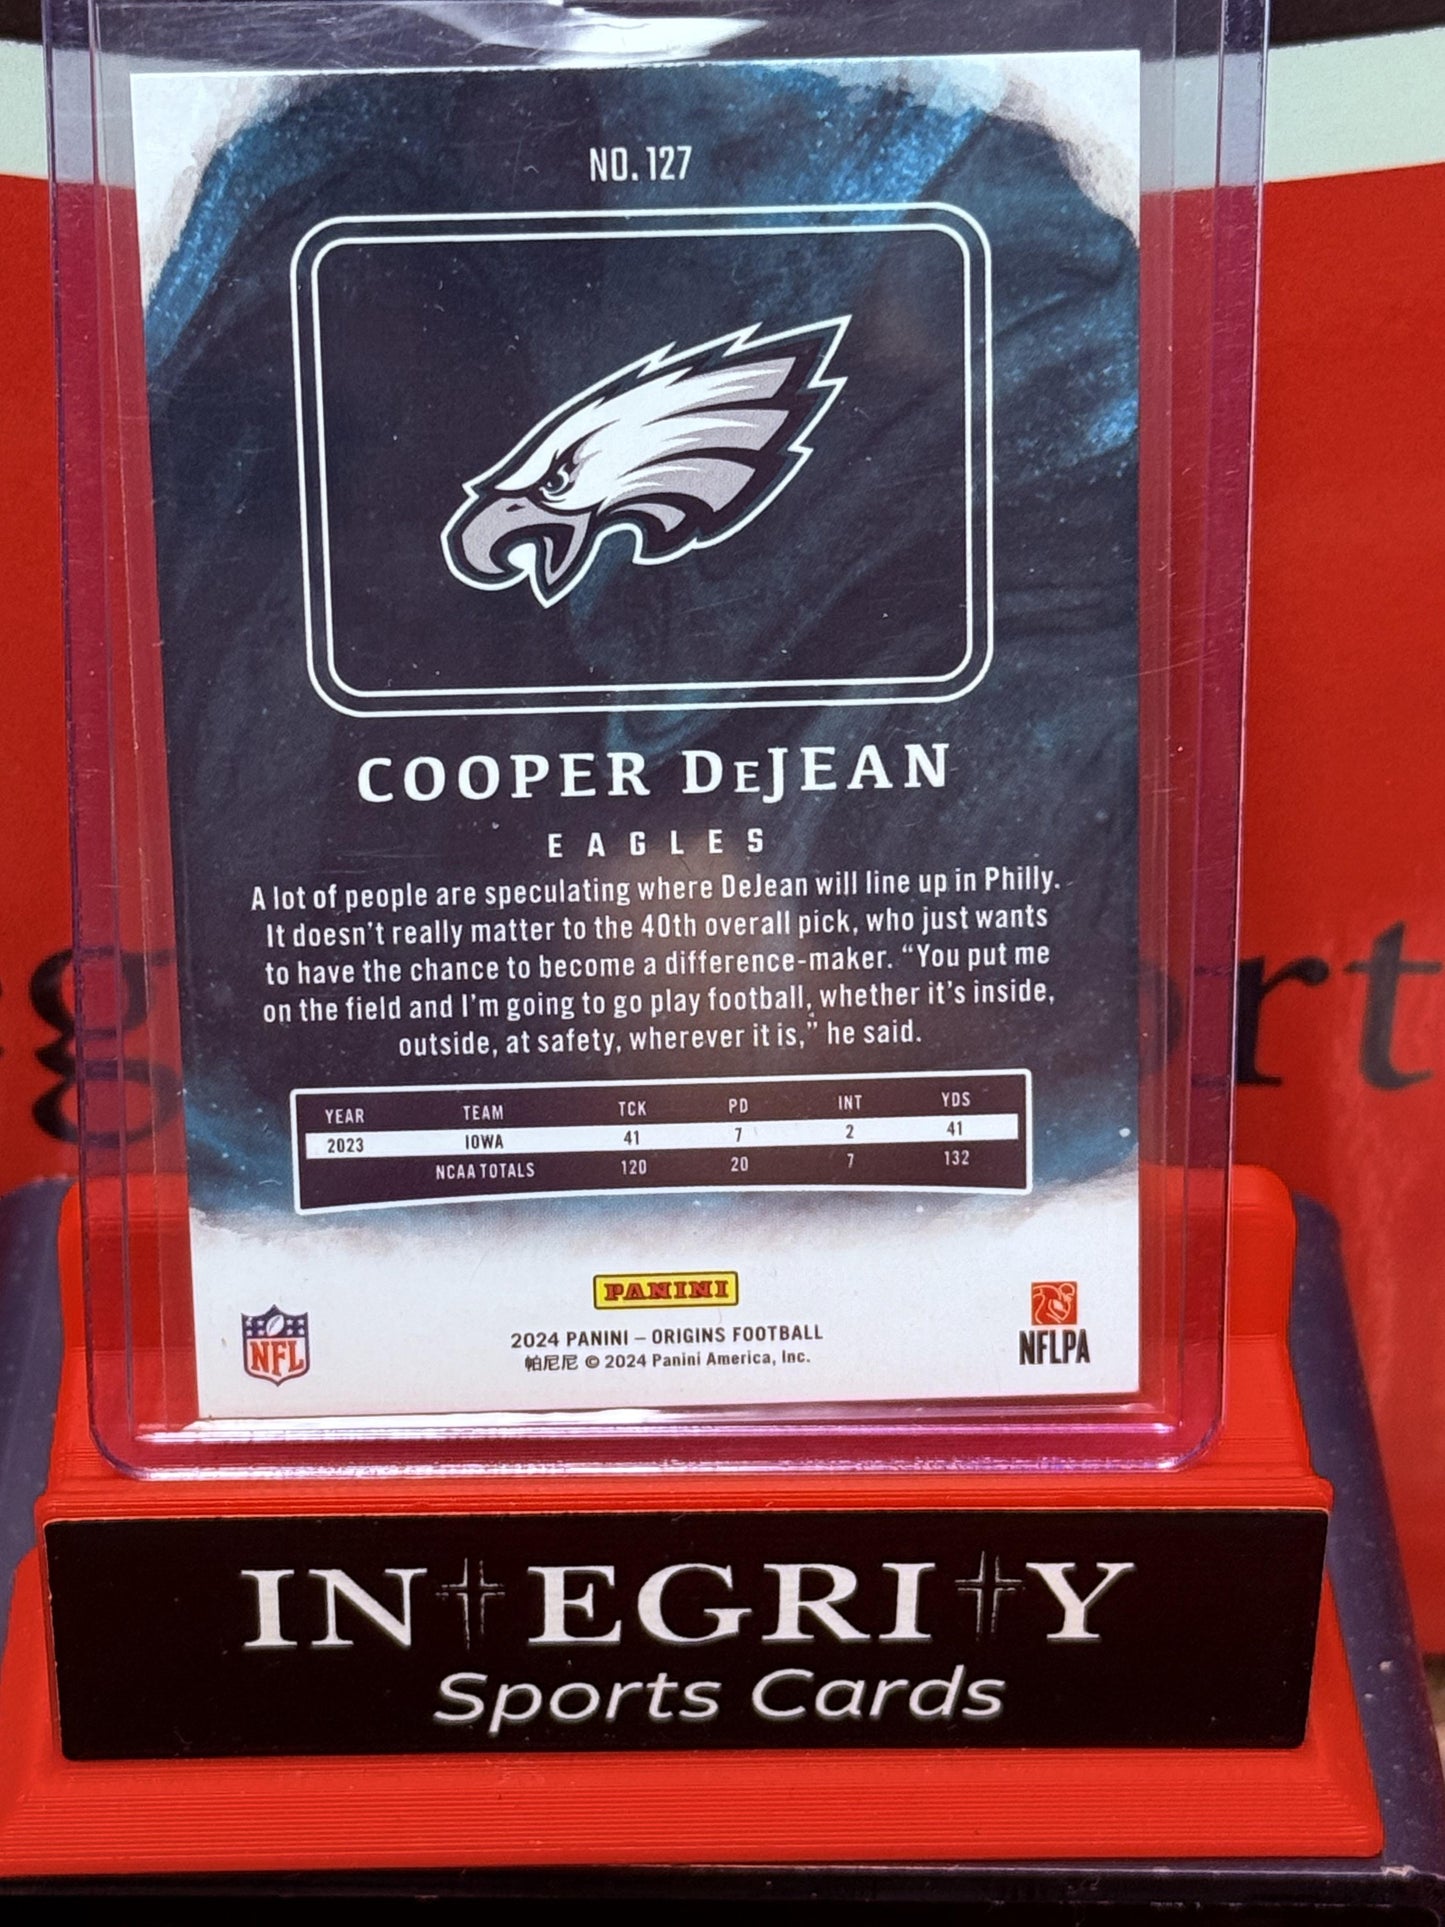 NO. 127
COOPER DEJEAN
EAGLES
A lot of people are speculating where DeJean will line up in Philly.
It doesn't really matter to the 40th overall pick, who just wants
to have the chance to become a difference-maker. “You put me
on the field and I'm going to go play football, whether it's inside,
outside, at safety, wherever it is,” he said.
YEAR TEAM TCK PD INT YDS
2023 IOWA 41 7 2 41
NCAA TOTALS 120 20 7 132
PANINI
NFL
2024 PANINI – ORIGINS FOOTBALL
帕尼尼 © 2024 Panini America, Inc.
NFLPA
INTEGRITY
Sports Cards